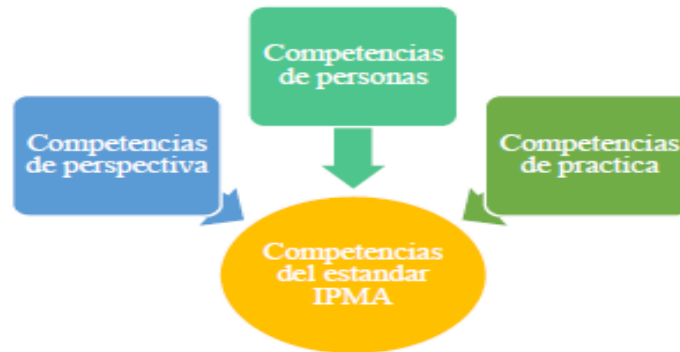 Competencias
de personas
Competencias
de perspectiva
Competencias
de practica
Competencias
del estandar
IPMA